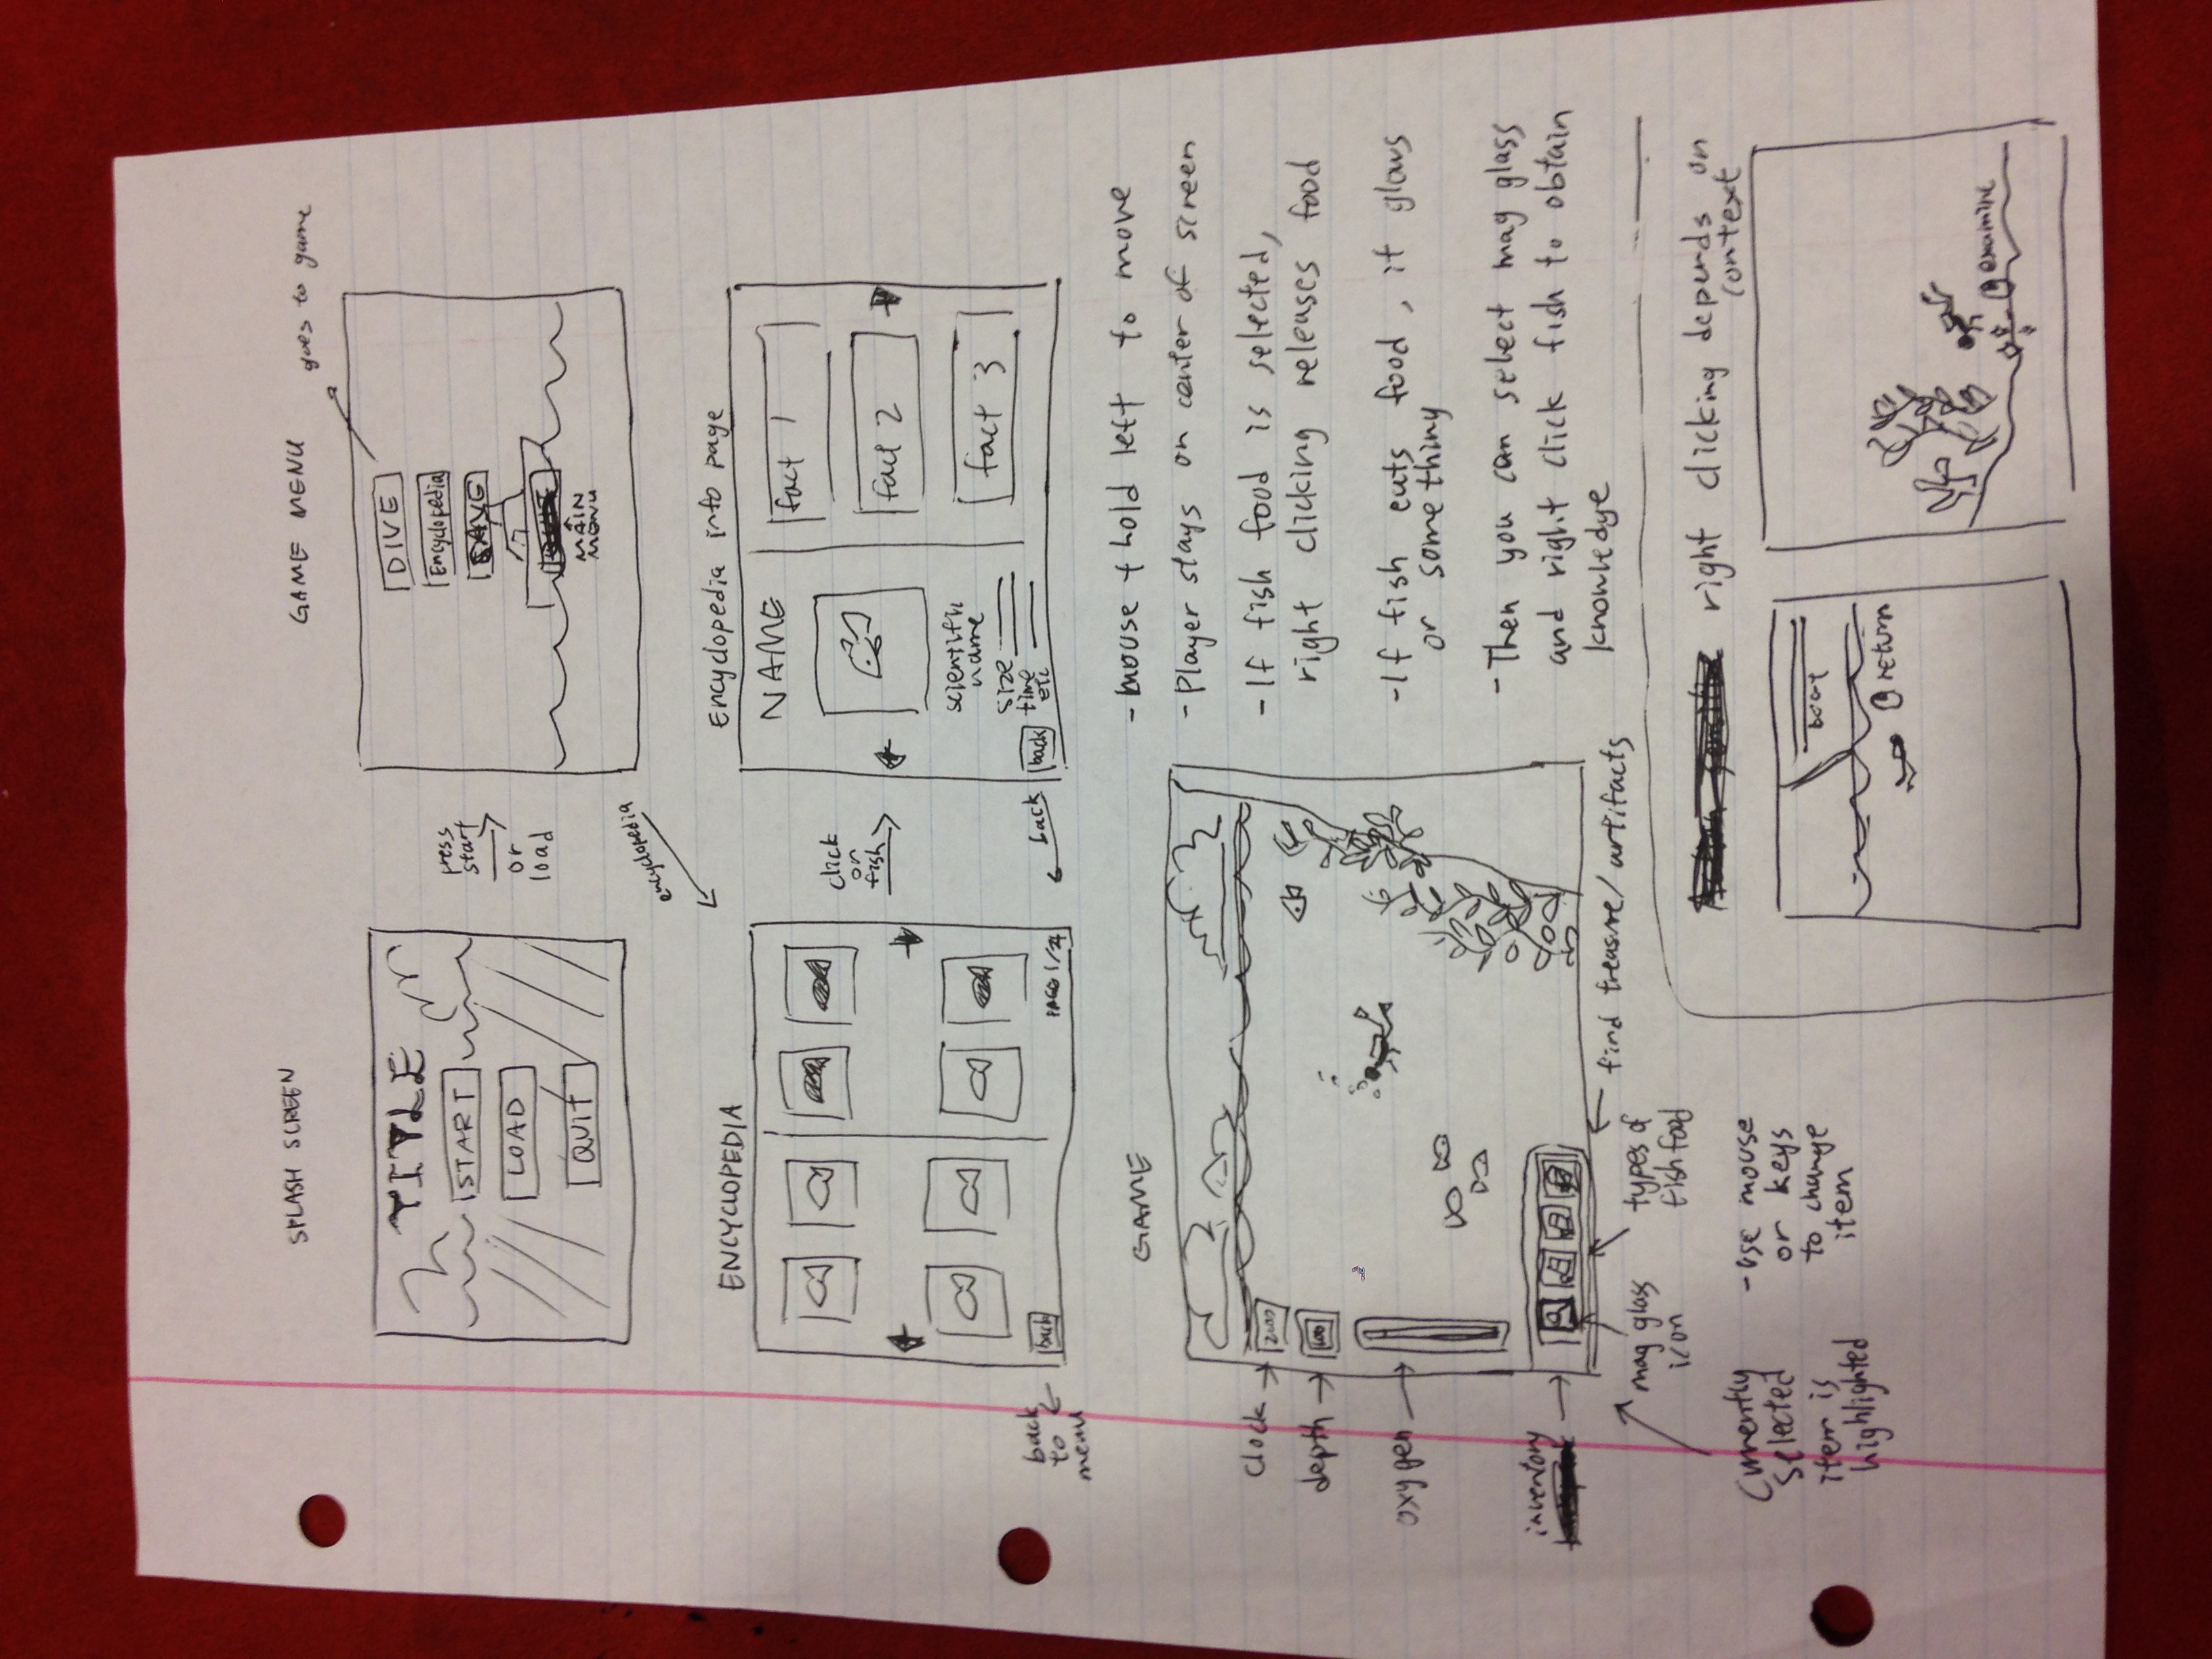 SPLASH SCREEN
TITLE
START
LOAD
QUIT
press
start
or
load
GAME MENU
goes to game
DIVE
Encyclopedia
SAVE
MAIN
MENU
encyclopedia
ENCYCLOPEDIA
back
PAGE 1/24
back
to
menu
click
on
fish
Encyclopedia info page
NAME
scientific
name
size
time
etc
back
fact 1
fact 2
fact 3
back
GAME
clock
2400
depth
100
oxygen
inventory
mag glass
icon
types of
fish food
find treasure/artifacts
Currently
selected
item is
highlighted
-use mouse
or keys
to change
item
- mouse + hold left to move
- Player stays on center of screen
- If fish food is selected,
right clicking releases food
- If fish eats food, it glows
or something
- Then you can select mag glass
and right click fish to obtain
knowledge
right clicking depends on
context
boat
return
examine